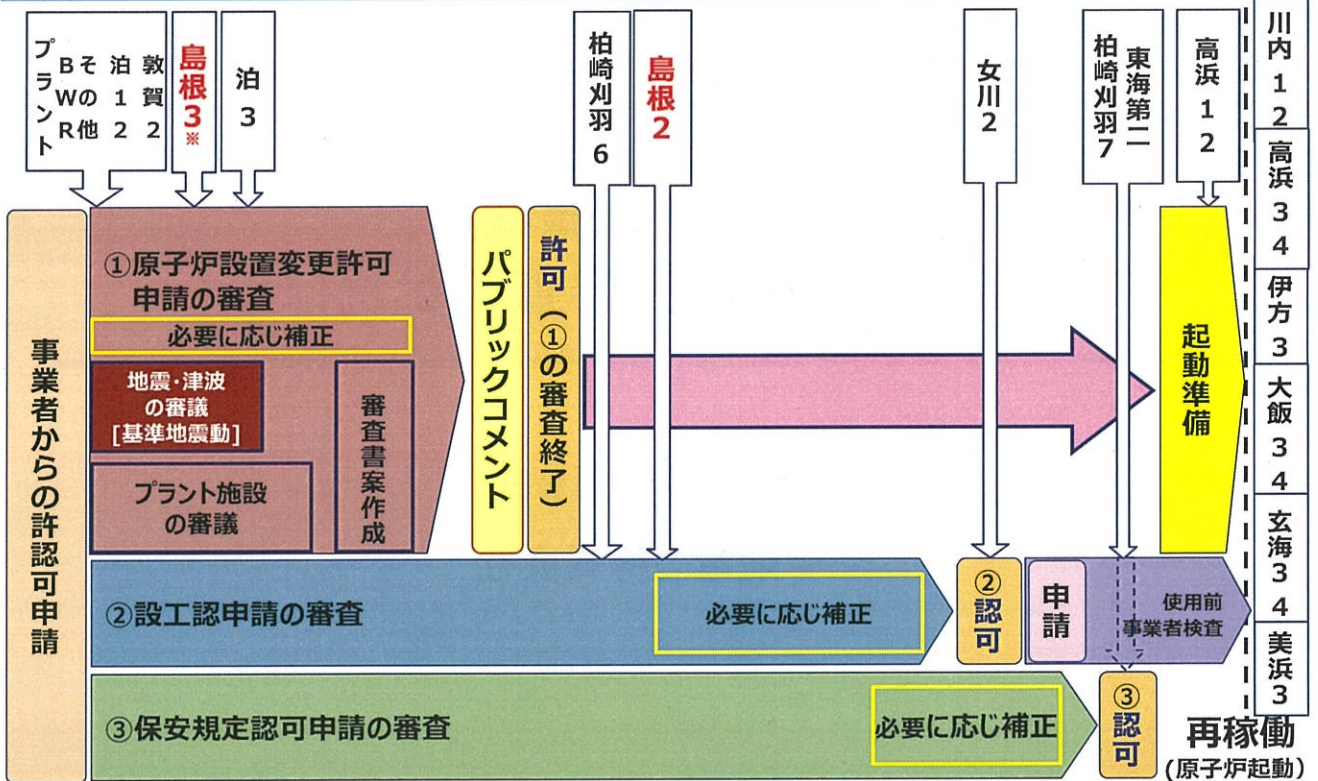 プラント
BWR
その他
泊12
敦賀2
島根3※
泊3
柏崎刈羽6
島根2
女川2
柏崎刈羽7
東海第二
高浜12
川内12
高浜34
伊方3
大飯34
玄海34
美浜3
事業者からの許認可申請
①原子炉設置変更許可
申請の審査
必要に応じ補正
地震・津波
の審議
[基準地震動]
プラント施設
の審議
審査書案作成
パブリックコメント
許可（①の審査終了）
起動準備
②設工認申請の審査
必要に応じ補正
②認可
申請
使用前
事業者検査
③保安規定認可申請の審査
必要に応じ補正
③認可
再稼働
(原子炉起動)